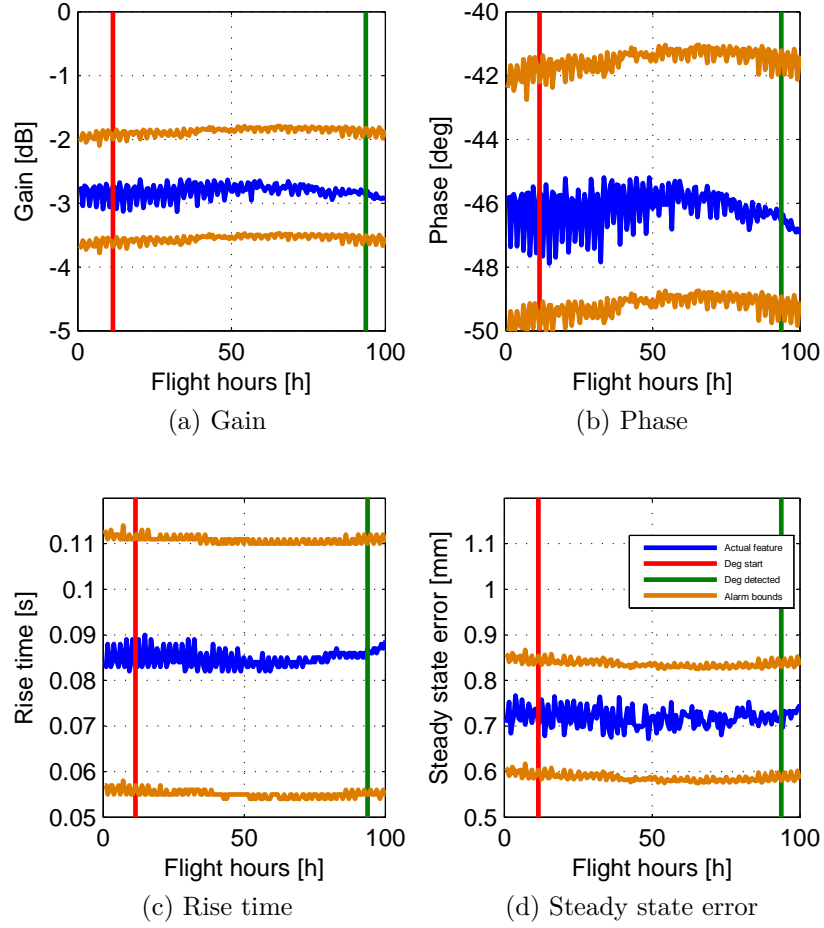 0
-1
-2
-3
-4
-5
Gain [dB]
0
50
100
Flight hours [h]
(a) Gain
-40
-42
-44
-46
-48
-50
Phase [deg]
0
50
100
Flight hours [h]
(b) Phase
0.11
0.1
0.09
0.08
0.07
0.06
0.05
Rise time [s]
0
50
100
Flight hours [h]
(c) Rise time
1.1
1
0.9
0.8
0.7
0.6
0.5
Steady state error [mm]
Actual feature
Deg start
Deg detected
Alarm bounds
0
50
100
Flight hours [h]
(d) Steady state error